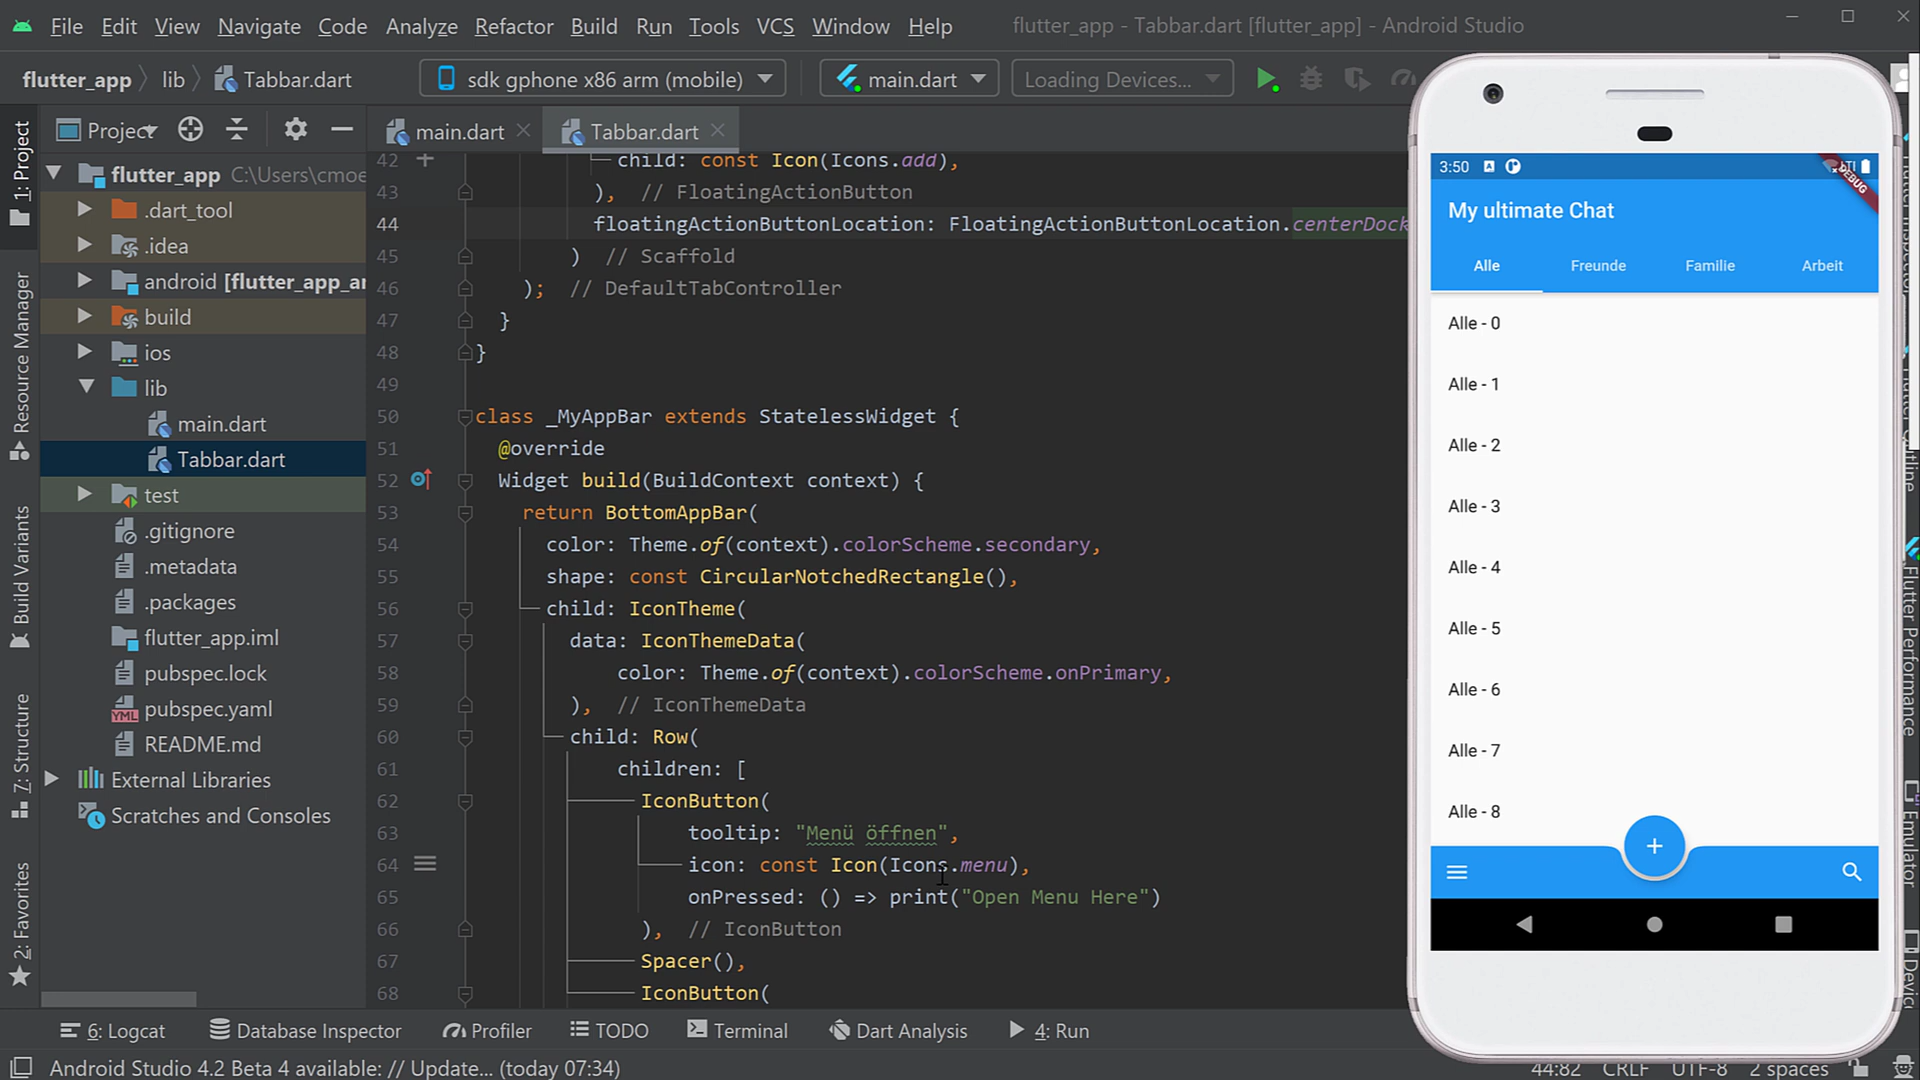 File Edit View Navigate Code Analyze Refactor Build Run Tools VCS Window Help flutter_app - Tabbar.dart [flutter_app] - Android Studio
flutter_app lib Tabbar.dart sdk gphone x86 arm (mobile) main.dart Loading Devices...
Project main.dart Tabbar.dart
1: Project
Resource Manager
Build Variants
7: Structure
2: Favorites
flutter_app C:\Users\cmoe
.dart_tool
.idea
android [flutter_app_a
build
ios
lib
main.dart
Tabbar.dart
test
.gitignore
.metadata
.packages
flutter_app.iml
pubspec.lock
pubspec.yaml
README.md
External Libraries
Scratches and Consoles
42 child: const Icon(Icons.add),
43 ), // FloatingActionButton
44 floatingActionButtonLocation: FloatingActionButtonLocation.centerDock
45 ) // Scaffold
46 ); // DefaultTabController
47 }
48 }
49
50 class _MyAppBar extends StatelessWidget {
51 @override
52 Widget build(BuildContext context) {
53 return BottomAppBar(
54 color: Theme.of(context).colorScheme.secondary,
55 shape: const CircularNotchedRectangle(),
56 child: IconTheme(
57 data: IconThemeData(
58 color: Theme.of(context).colorScheme.onPrimary,
59 ), // IconThemeData
60 child: Row(
61 children: [
62 IconButton(
63 tooltip: "Menü öffnen",
64 icon: const Icon(Icons.menu),
65 onPressed: () => print("Open Menu Here")
66 ), // IconButton
67 Spacer(),
68 IconButton(
3:50
DEBUG
My ultimate Chat
Alle Freunde Familie Arbeit
Alle - 0
Alle - 1
Alle - 2
Alle - 3
Alle - 4
Alle - 5
Alle - 6
Alle - 7
Alle - 8
Flutter Performance
Emulator
6: Logcat Database Inspector Profiler TODO Terminal Dart Analysis 4: Run
Android Studio 4.2 Beta 4 available: // Update... (today 07:34) 44:82 CRLF UTF-8 2 spaces